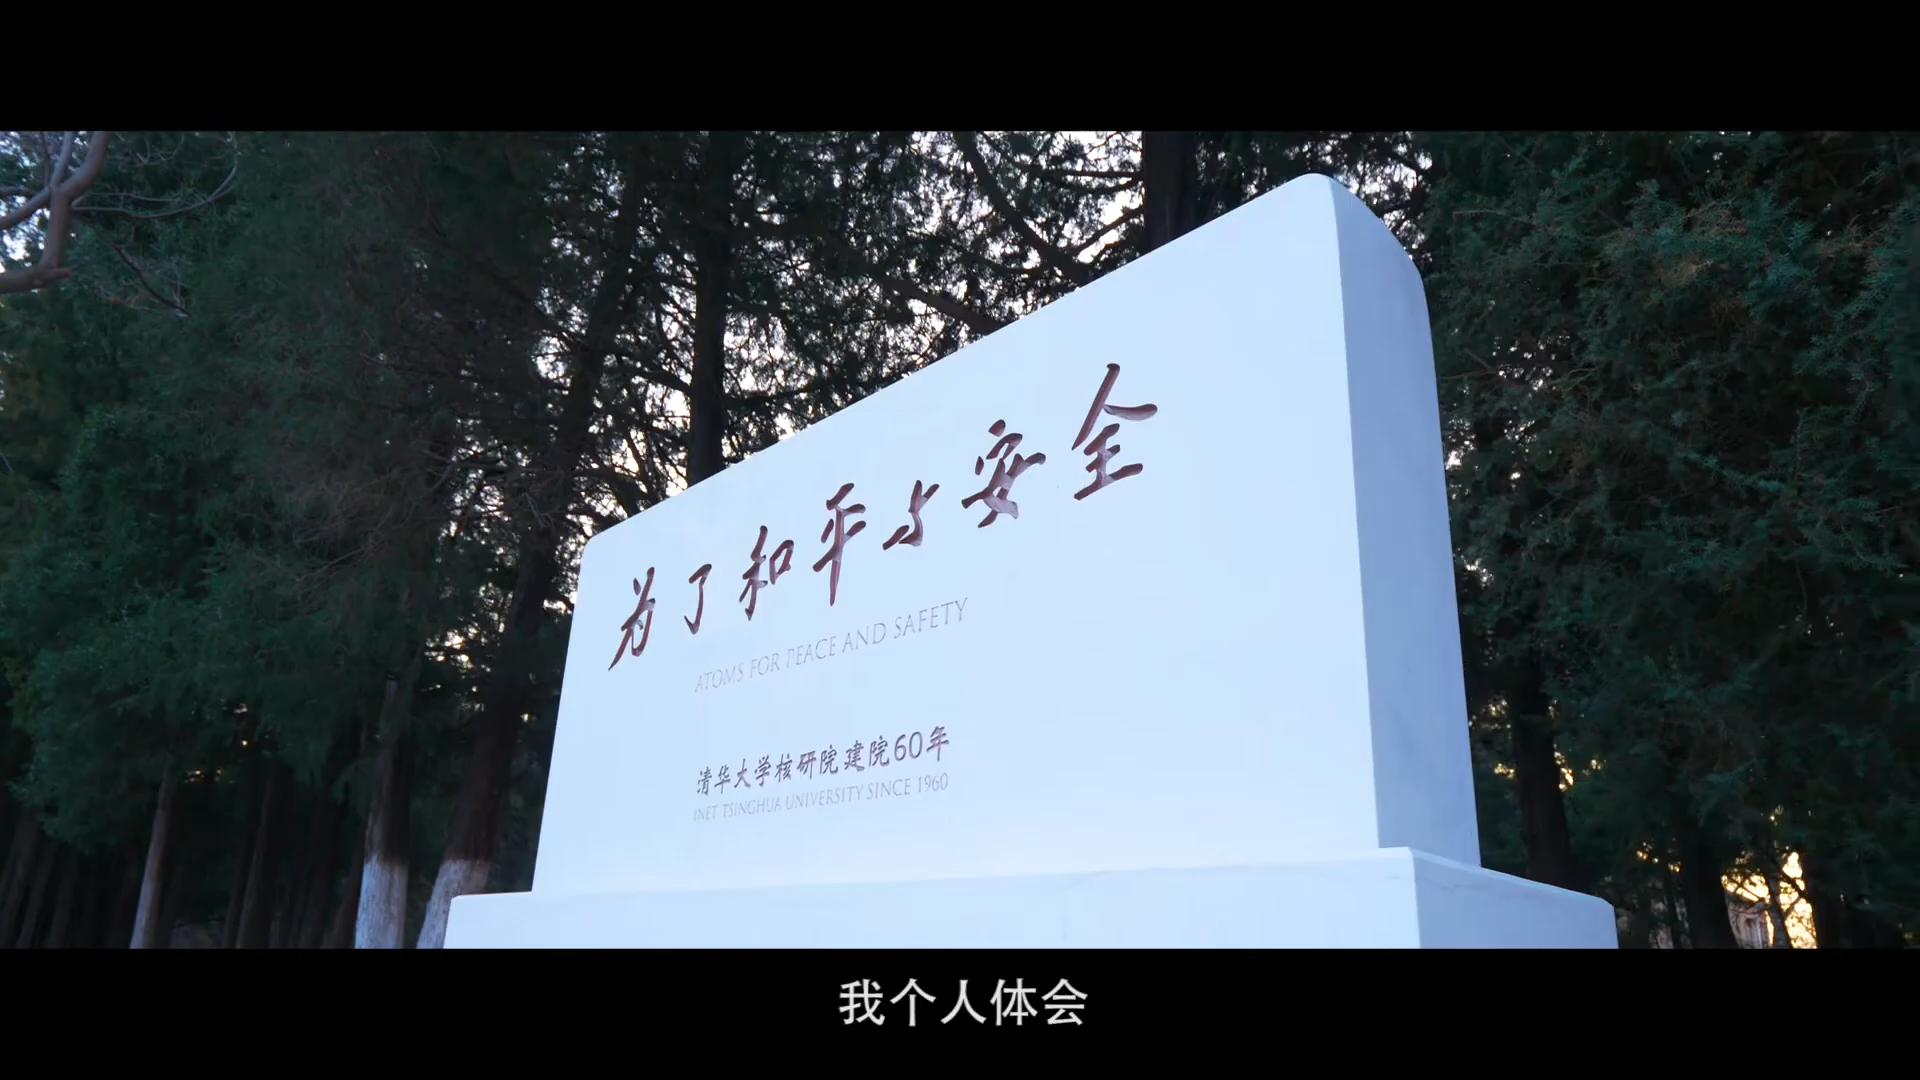 为了和平与安全
ATOMS FOR PEACE AND SAFETY
清华大学核研院建院60年
INET TSINGHUA UNIVERSITY SINCE 1960
我个人体会